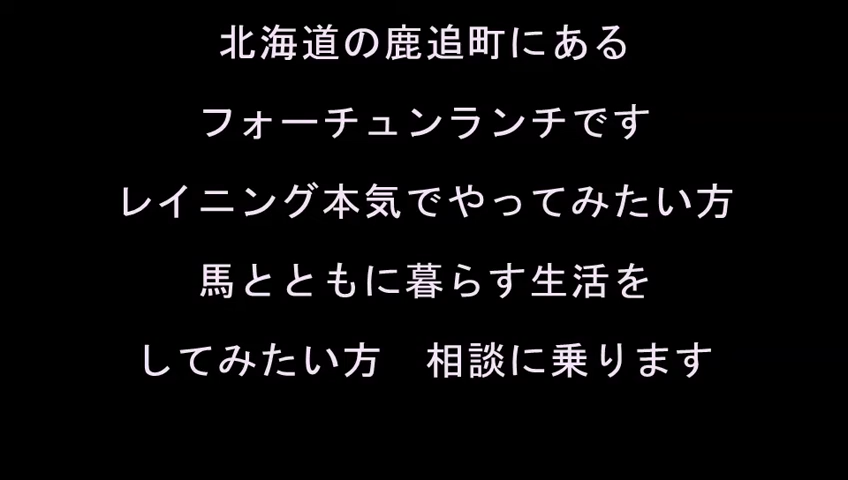 北海道の鹿追町にある
フォーチュンランチです
レイニング本気でやってみたい方
馬とともに暮らす生活を
してみたい方　相談に乗ります